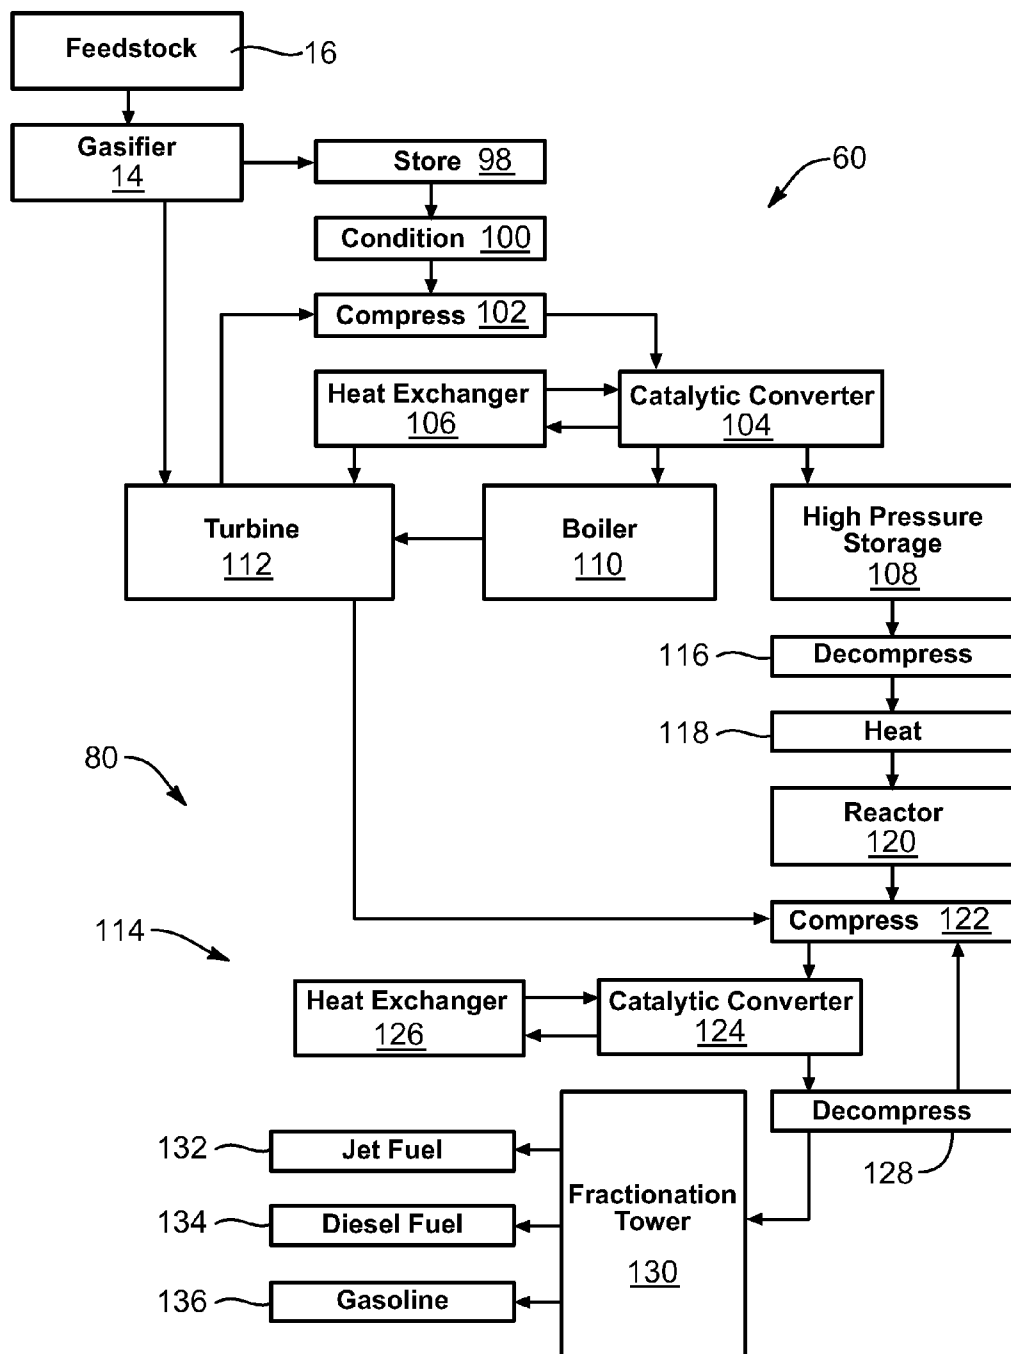 Feedstock
16
Gasifier
14
Store 98
60
Condition 100
Compress 102
Heat Exchanger
106
Catalytic Converter
104
Turbine
112
Boiler
110
High Pressure
Storage
108
116
Decompress
118
Heat
80
Reactor
120
114
Compress 122
Heat Exchanger
126
Catalytic Converter
124
Decompress
128
132
Jet Fuel
134
Diesel Fuel
136
Gasoline
Fractionation
Tower
130